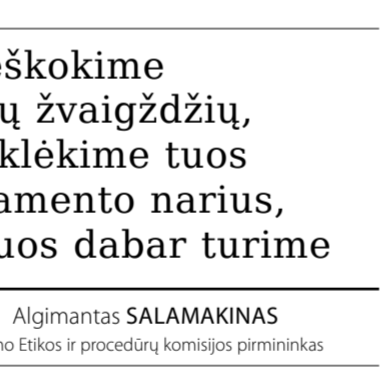 eškokime
ų žvaigždžių,
klėkime tuos
amento narius,
uos dabar turime
Algimantas SALAMAKINAS
no Etikos ir procedūrų komisijos pirmininkas